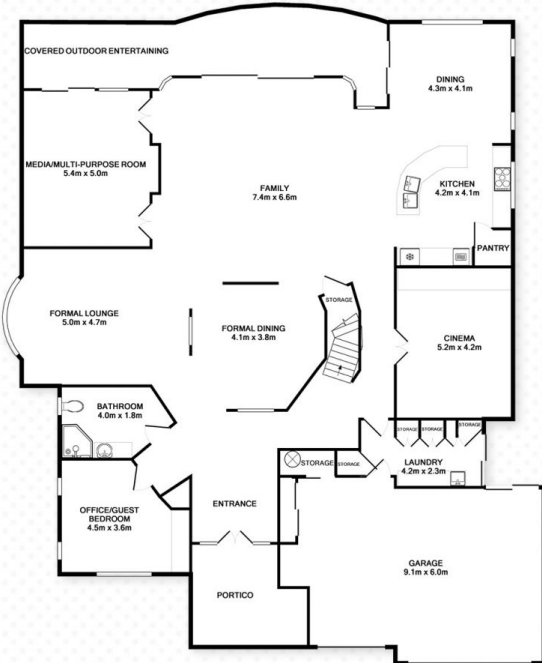 COVERED OUTDOOR ENTERTAINING
DINING
4.3m x 4.1m
MEDIA/MULTI-PURPOSE ROOM
5.4m x 5.0m
FAMILY
7.4m x 6.6m
KITCHEN
4.2m x 4.1m
PANTRY
STORAGE
FORMAL LOUNGE
5.0m x 4.7m
FORMAL DINING
4.1m x 3.8m
CINEMA
5.2m x 4.2m
BATHROOM
4.0m x 1.8m
STORAGE
STORAGE
STORAGE
STORAGE
STORAGE
LAUNDRY
4.2m x 2.3m
ENTRANCE
OFFICE/GUEST
BEDROOM
4.5m x 3.6m
GARAGE
9.1m x 6.0m
PORTICO